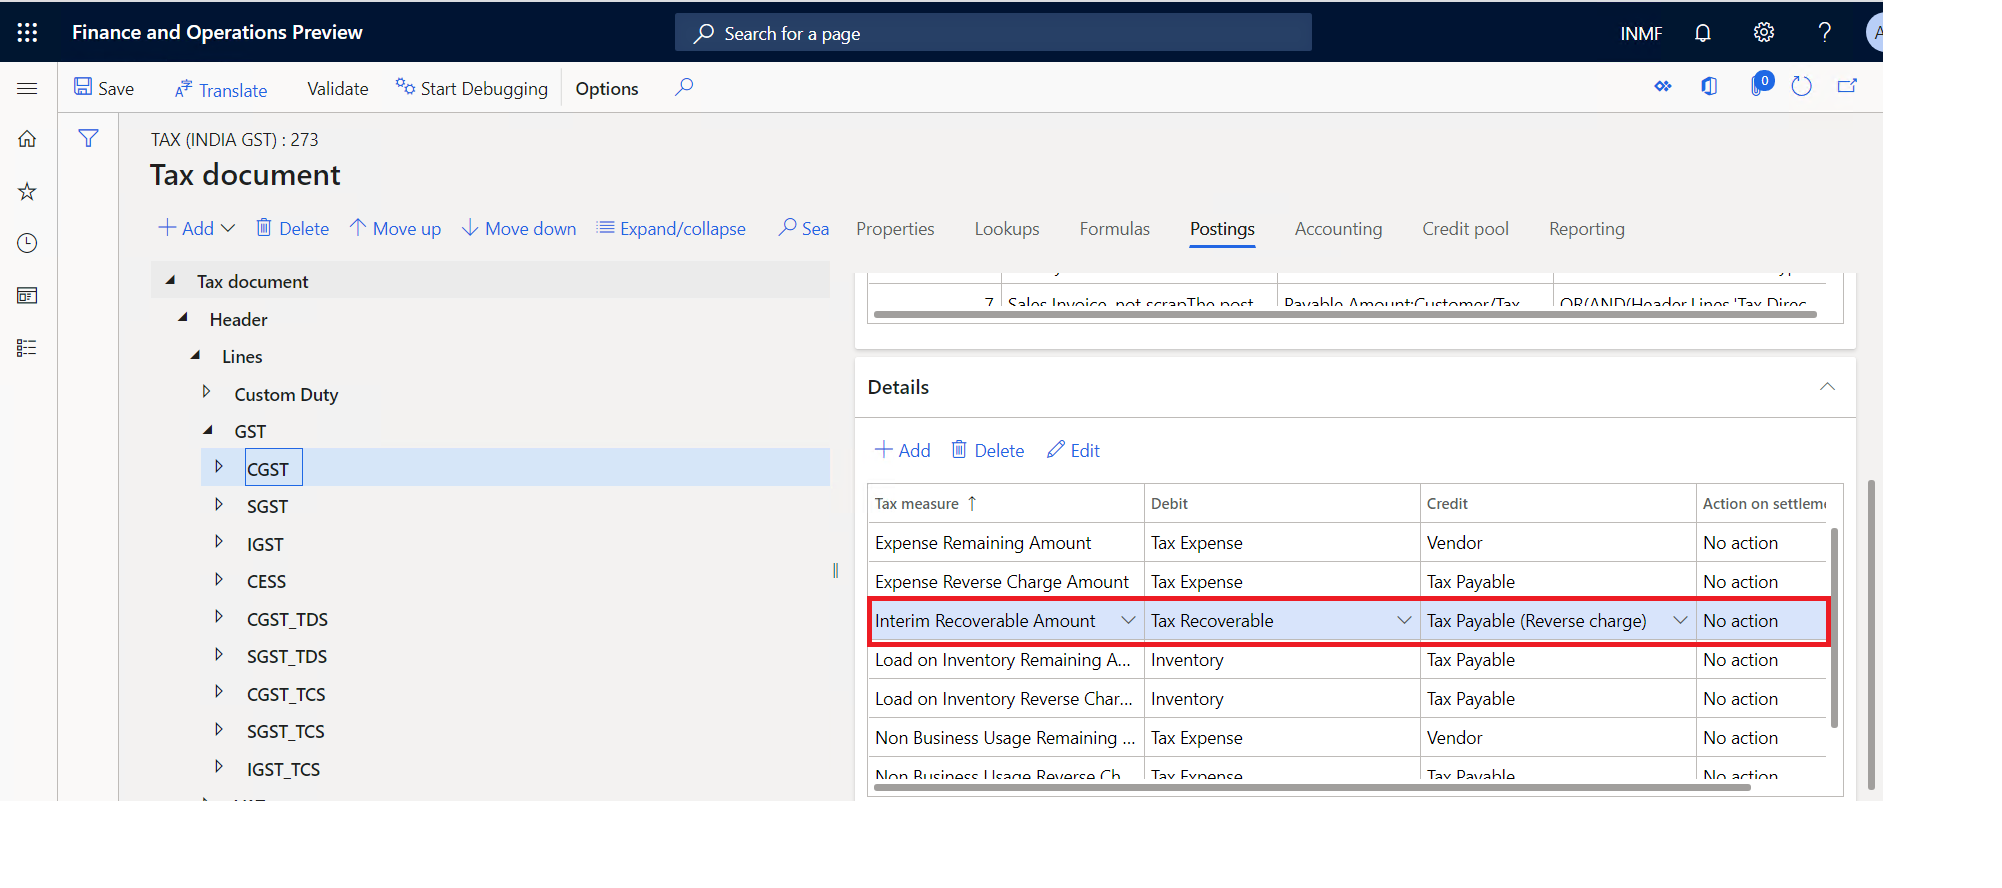 Finance and Operations Preview
Search for a page
INMF
?
A
Save
Translate
Validate
Start Debugging
Options
0
TAX (INDIA GST) : 273
Tax document
Add
Delete
Move up
Move down
Expand/collapse
Sea
Properties
Lookups
Formulas
Postings
Accounting
Credit pool
Reporting
Tax document
Header
Lines
Custom Duty
GST
CGST
SGST
IGST
CESS
CGST_TDS
SGST_TDS
CGST_TCS
SGST_TCS
IGST_TCS
7 Sales Invoice, not scrapThe post Payable Amount:Customer/Tax OR(AND(Header.Lines.'Tax Direc
Details
Add
Delete
Edit
Tax measure ↑ Debit Credit Action on settleme
Expense Remaining Amount Tax Expense Vendor No action
Expense Reverse Charge Amount Tax Expense Tax Payable No action
Interim Recoverable Amount Tax Recoverable Tax Payable (Reverse charge) No action
Load on Inventory Remaining A... Inventory Tax Payable No action
Load on Inventory Reverse Char... Inventory Tax Payable No action
Non Business Usage Remaining ... Tax Expense Vendor No action
Non Business Usage Reverse Ch Tax Expense Tax Payable No action